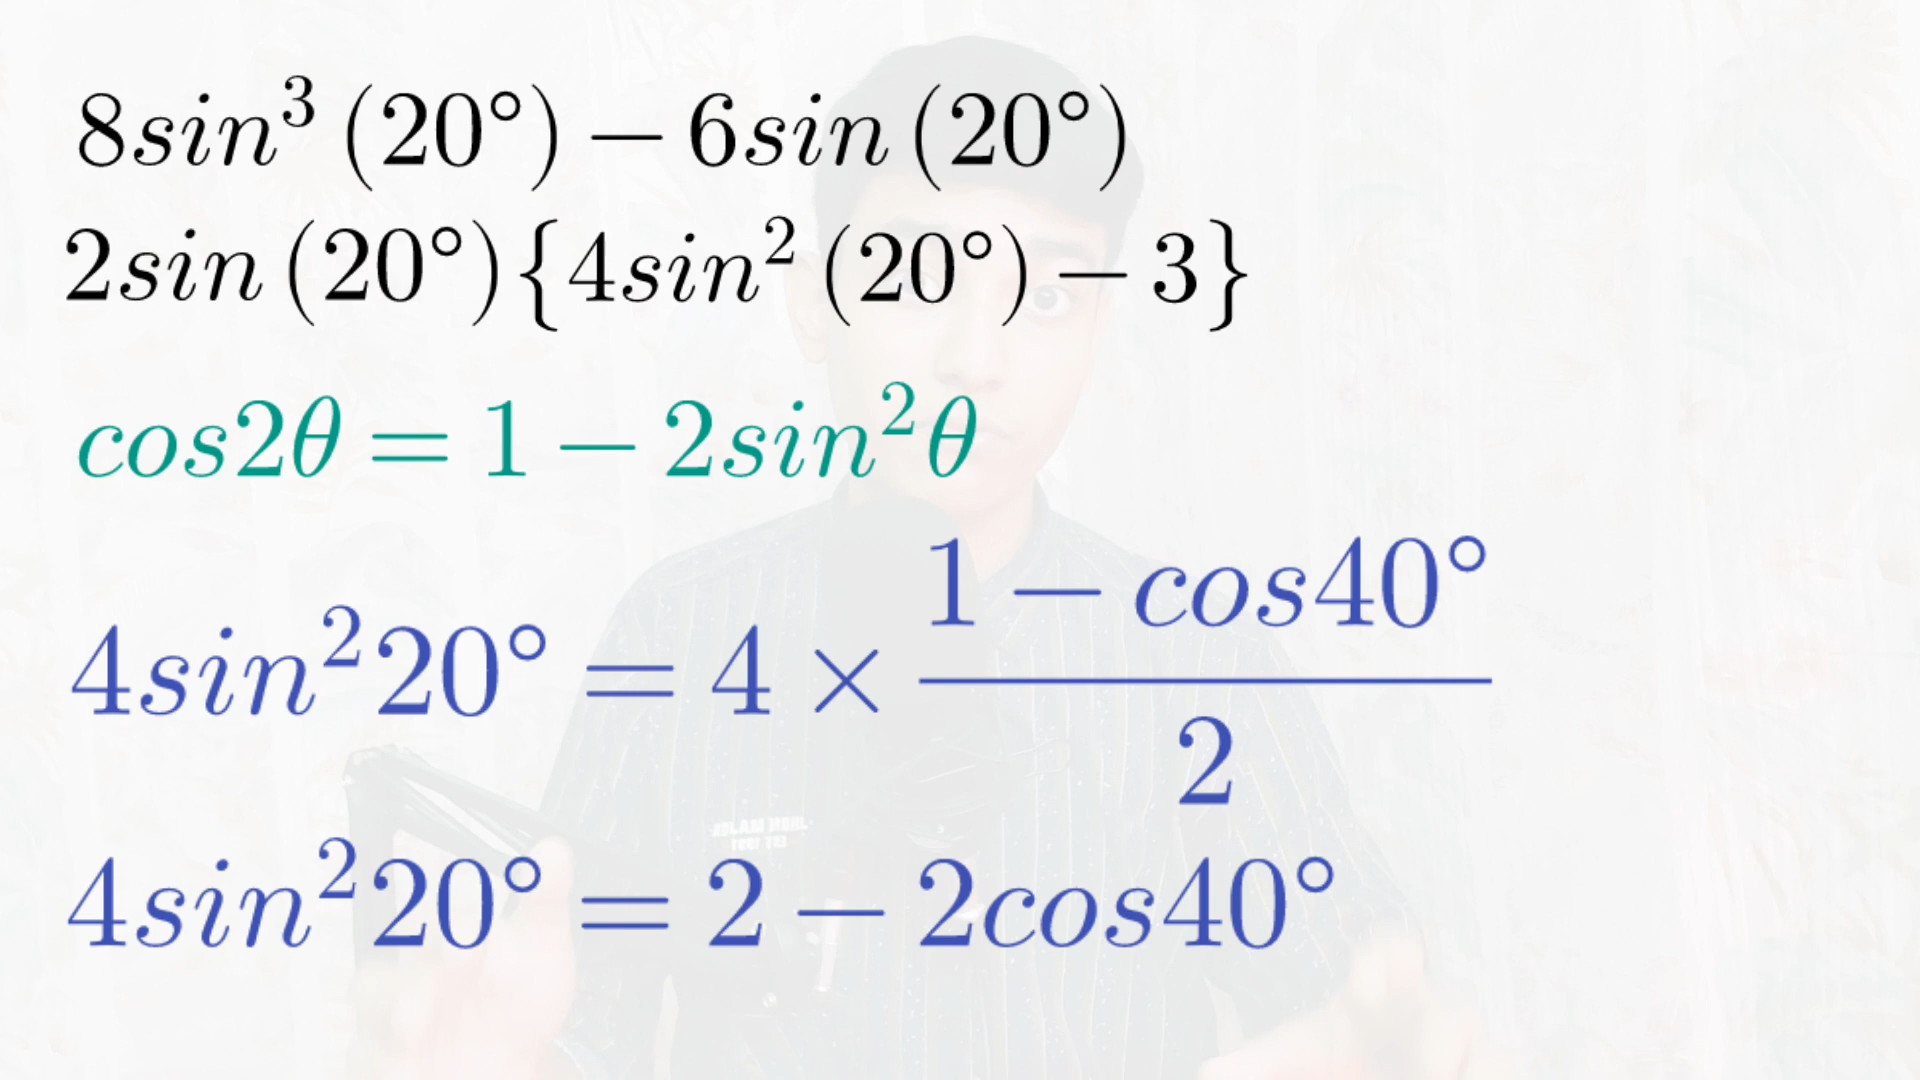 8sin³(20°) − 6sin(20°)
2sin(20°){4sin²(20°) − 3}
cos2θ = 1 − 2sin²θ
4sin²20° = 4 × (1 − cos40°)/2
4sin²20° = 2 − 2cos40°